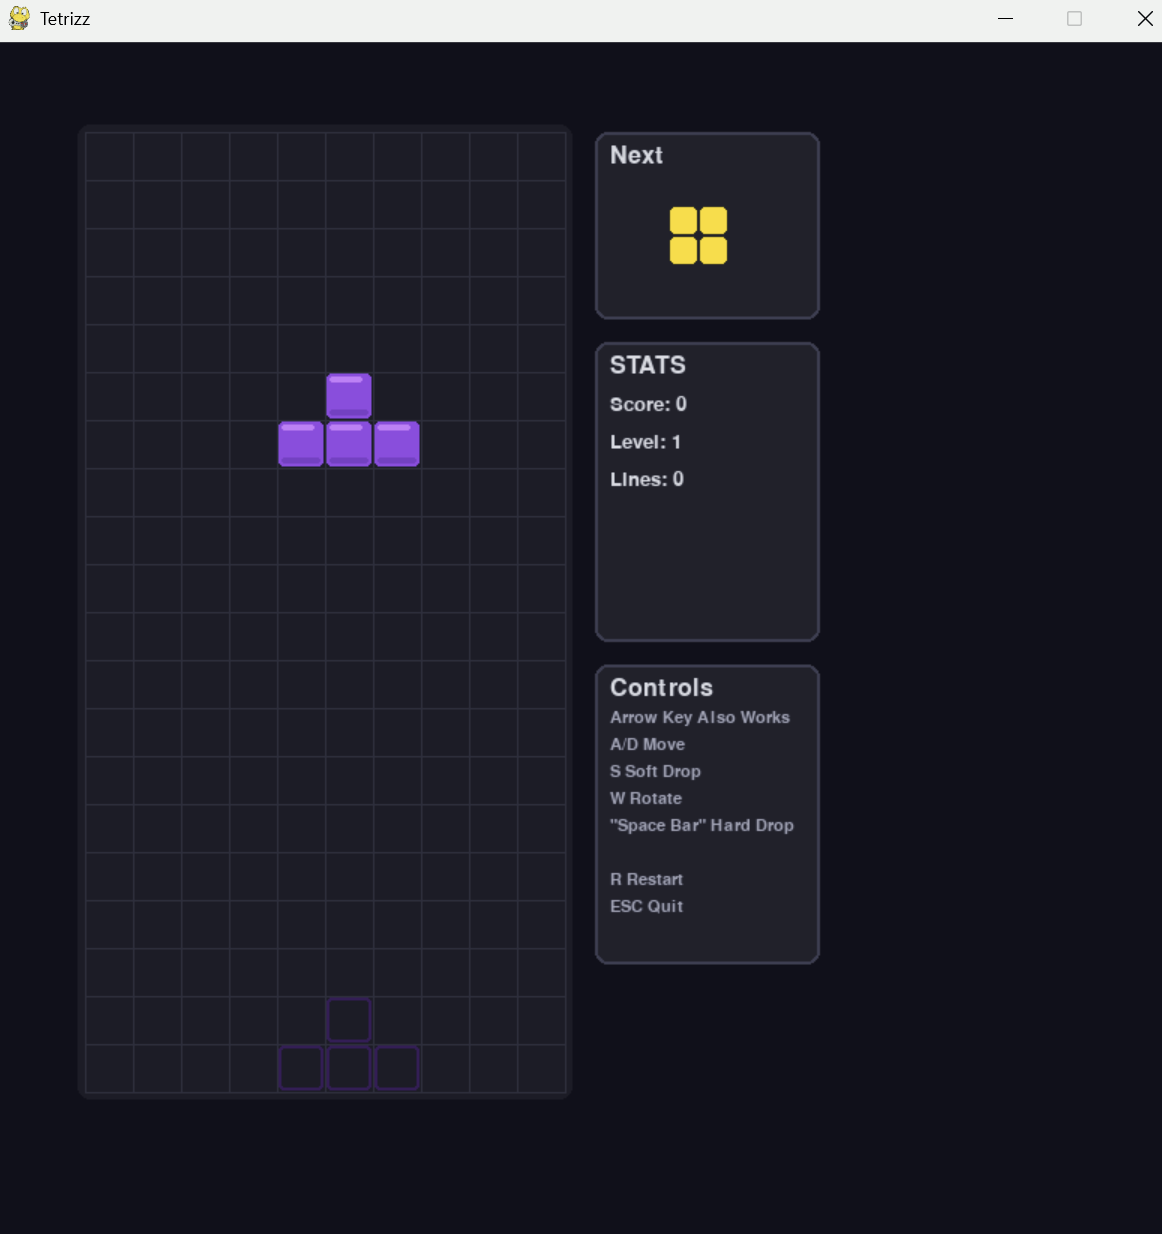 Tetrizz
Next
STATS
Score: 0
Level: 1
Lines: 0
Controls
Arrow Key Also Works
A/D Move
S Soft Drop
W Rotate
"Space Bar" Hard Drop
R Restart
ESC Quit